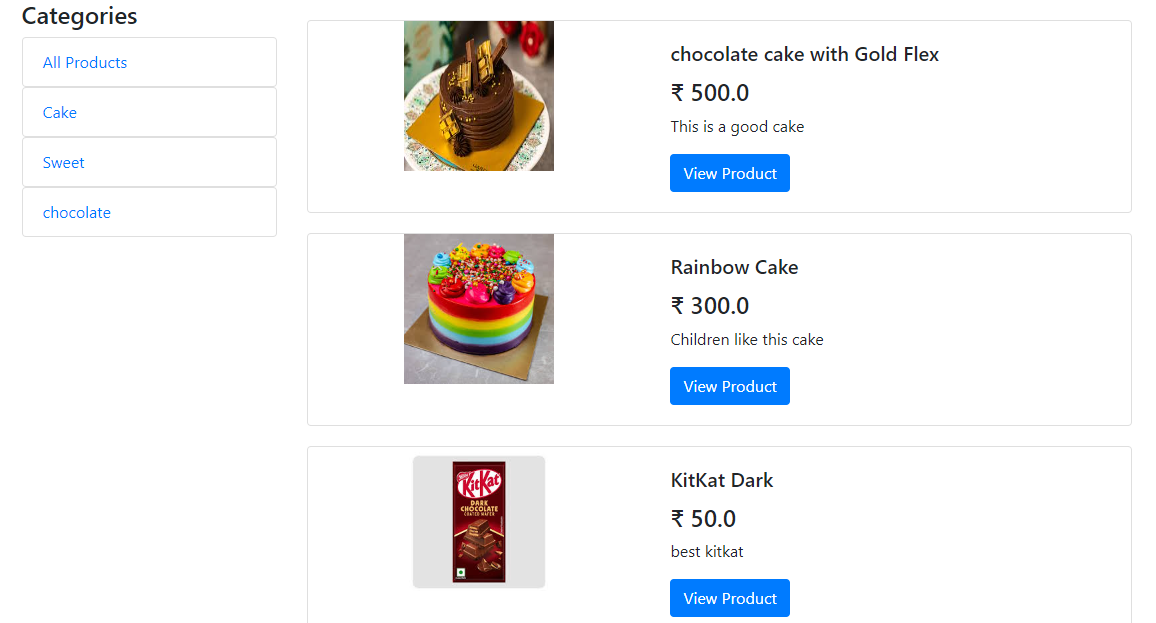 Categories
All Products
Cake
Sweet
chocolate
chocolate cake with Gold Flex
₹ 500.0
This is a good cake
View Product
Rainbow Cake
₹ 300.0
Children like this cake
View Product
KitKat
DARK
CHOCOLATE
COATED WAFER
KitKat Dark
₹ 50.0
best kitkat
View Product